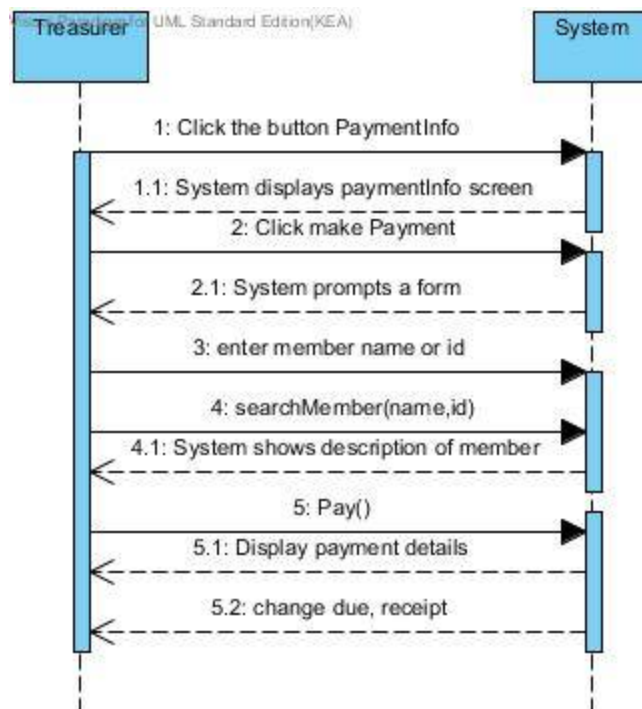 for UML Standard Edition(KEA)
Treasurer
System
1: Click the button PaymentInfo
1.1: System displays paymentInfo screen
2: Click make Payment
2.1: System prompts a form
3: enter member name or id
4: searchMember(name,id)
4.1: System shows description of member
5: Pay()
5.1: Display payment details
5.2: change due, receipt